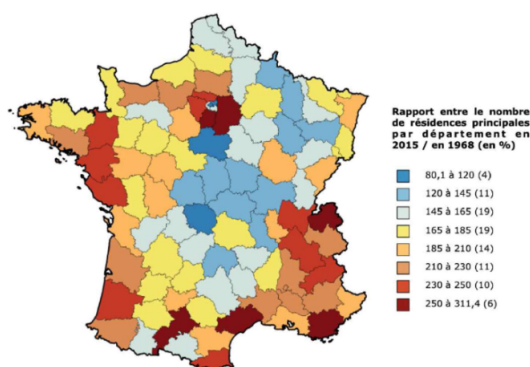 Rapport entre le nombre
de résidences principales
par département en
2015 / en 1968 (en %)
80,1 à 120 (4)
120 à 145 (11)
145 à 165 (19)
165 à 185 (19)
185 à 210 (14)
210 à 230 (11)
230 à 250 (10)
250 à 311,4 (6)